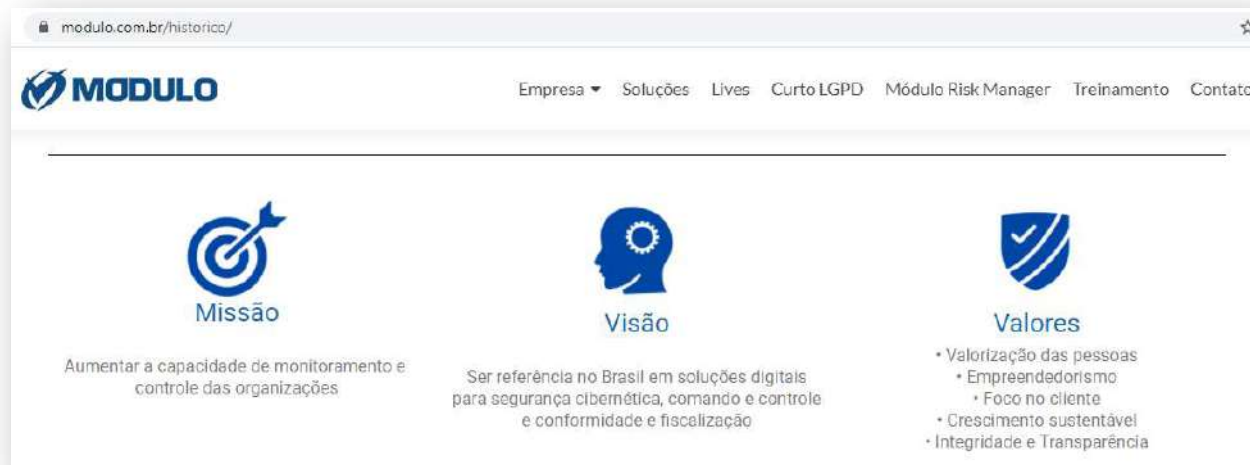 modulo.com.br/historico/
MODULO
Empresa Soluções Lives Curto LGPD Módulo Risk Manager Treinamento Contato
Missão
Aumentar a capacidade de monitoramento e
controle das organizações
Visão
Ser referência no Brasil em soluções digitais
para segurança cibernética, comando e controle
e conformidade e fiscalização
Valores
• Valorização das pessoas
• Empreendedorismo
• Foco no cliente
• Crescimento sustentável
• Integridade e Transparência